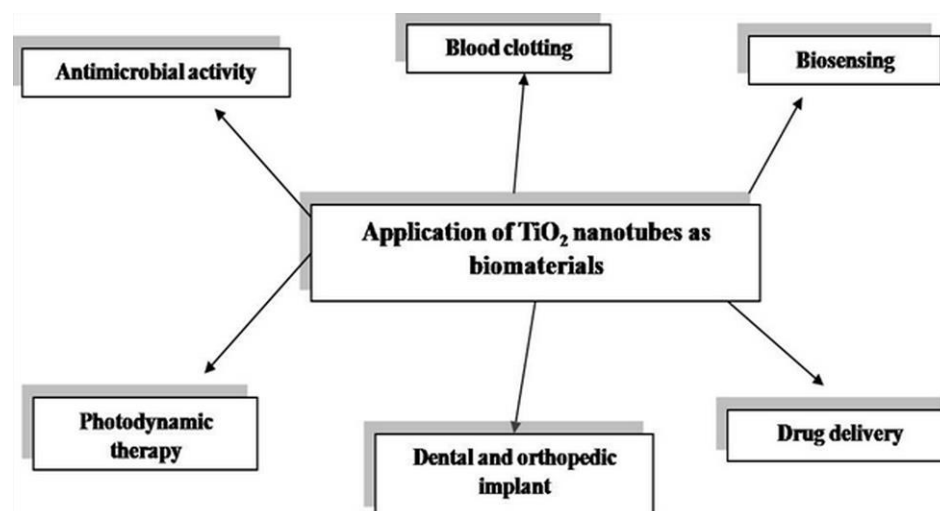 Antimicrobial activity
Blood clotting
Biosensing
Application of TiO₂ nanotubes as
biomaterials
Photodynamic
therapy
Dental and orthopedic
implant
Drug delivery